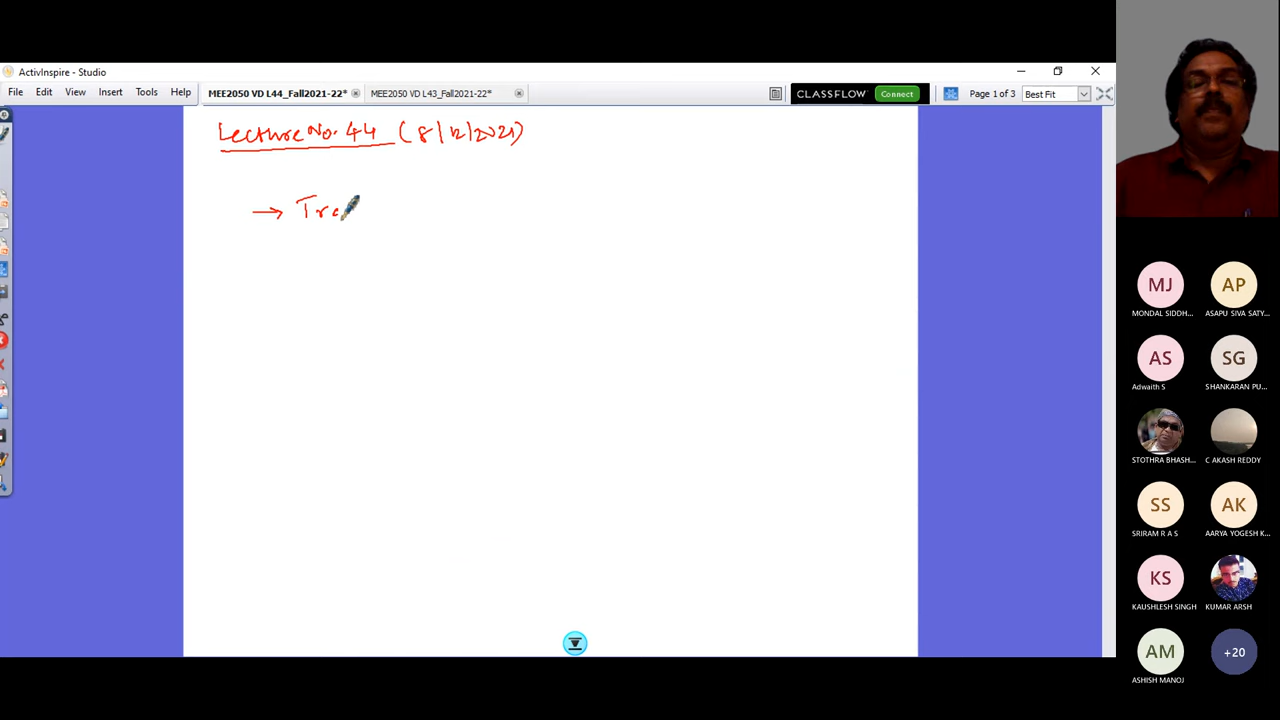 ActivInspire - Studio
File Edit View Insert Tools Help
MEE2050 VD L44_Fall2021-22* MEE2050 VD L43_Fall2021-22*
CLASSFLOW Connect
Page 1 of 3 Best Fit
Lecture No. 44 (8/12/2021)
→ Tra
MJ AP
MONDAL SIDDH... ASAPU SIVA SATY...
AS SG
Adwaith S SHANKARAN PU...
STOTHRA BHASH... C AKASH REDDY
SS AK
SRIRAM R A S AARYA YOGESH K...
KS
KAUSHLESH SINGH KUMAR ARSH
AM +20
ASHISH MANOJ